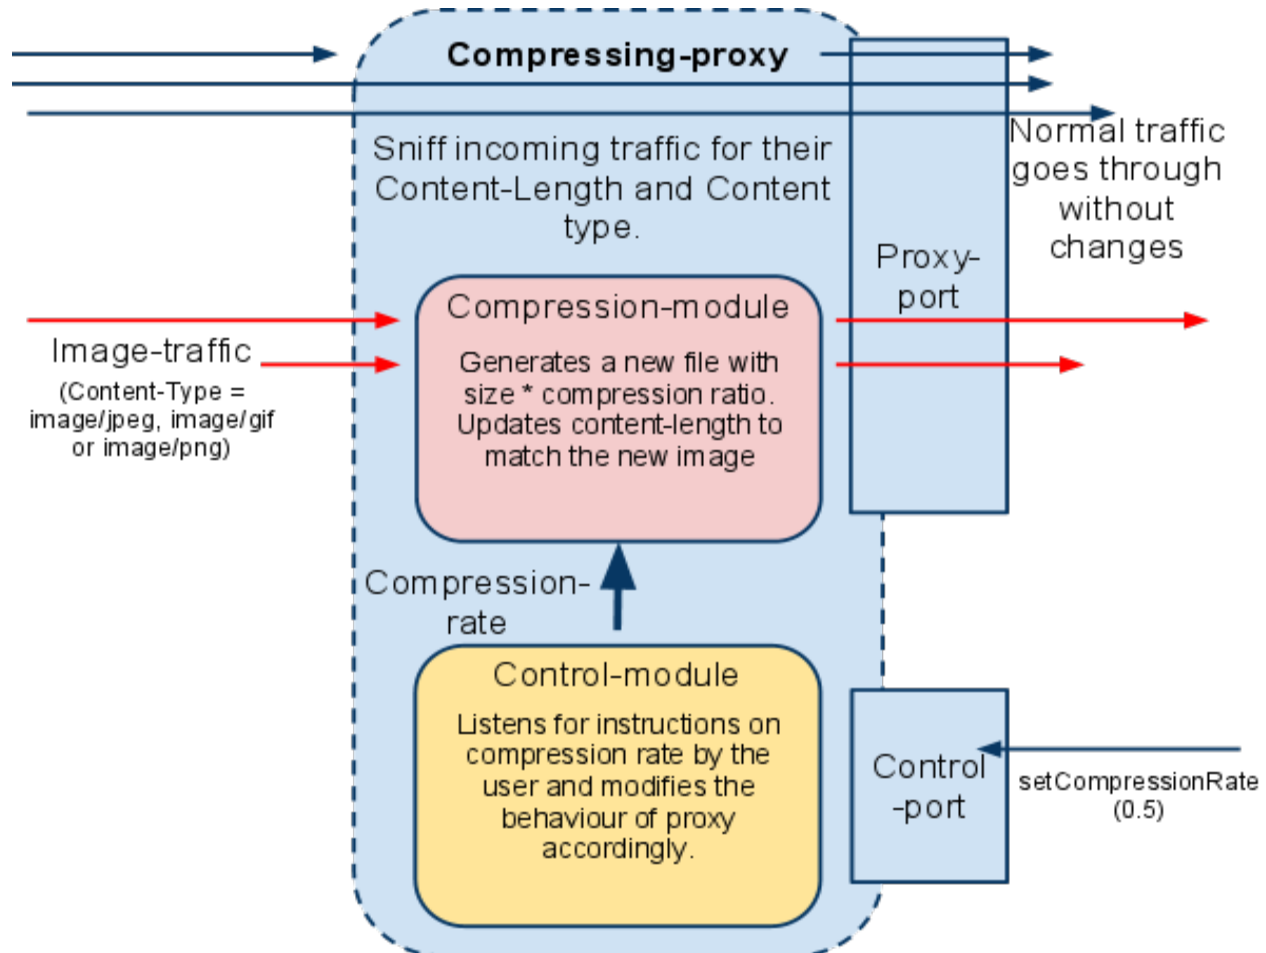 Compressing-proxy
Sniff incoming traffic for their
Content-Length and Content
type.
Normal traffic
goes through
without
changes
Proxy-
port
Compression-module
Generates a new file with
size * compression ratio.
Updates content-length to
match the new image
Image-traffic
(Content-Type =
image/jpeg, image/gif
or image/png)
Compression-
rate
Control-module
Listens for instructions on
compression rate by the
user and modifies the
behaviour of proxy
accordingly.
Control
-port
setCompressionRate
(0.5)